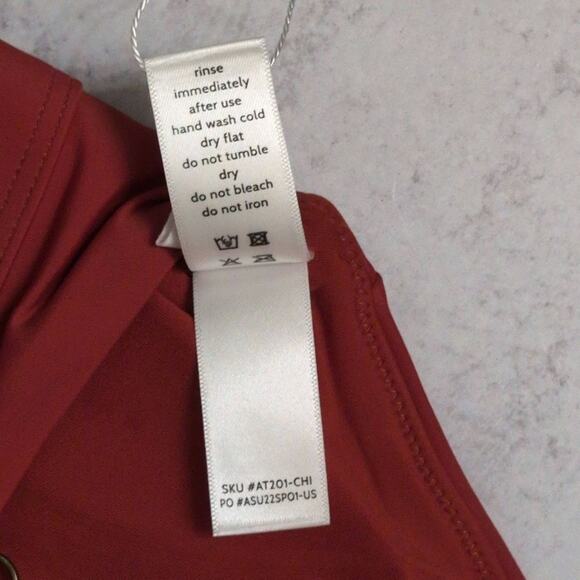 rinse
immediately
after use
hand wash cold
dry flat
do not tumble
dry
do not bleach
do not iron
SKU #AT201-CHI
PO #ASU22SP01-US